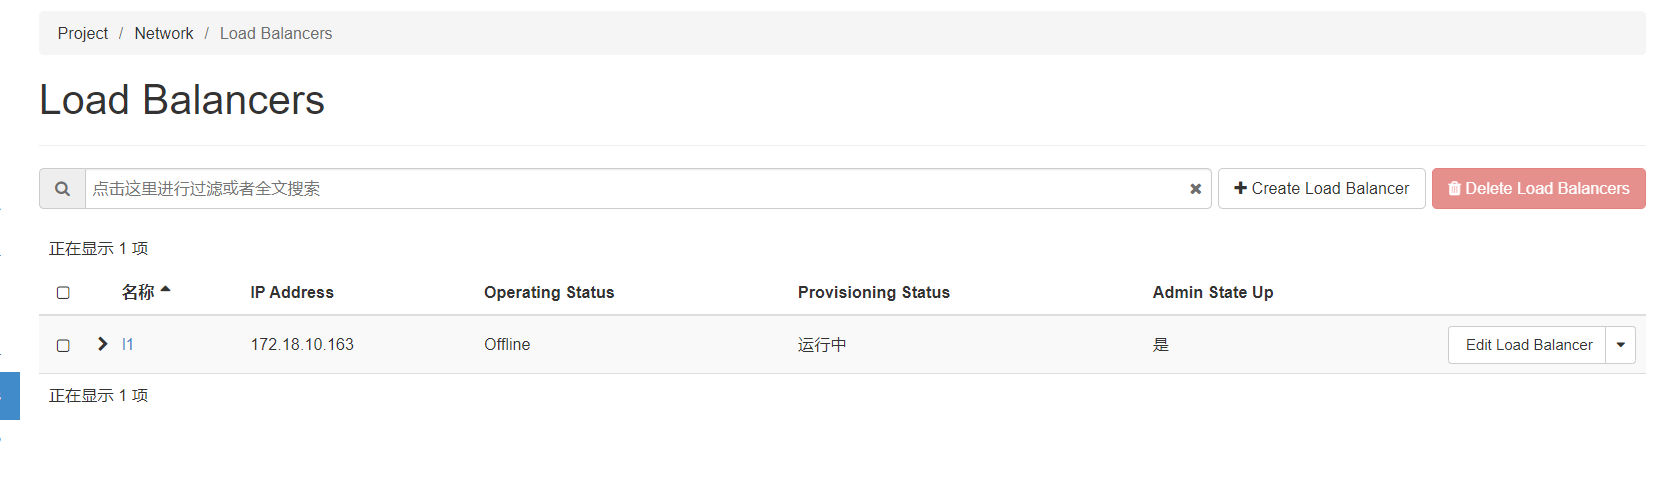 Project / Network / Load Balancers
Load Balancers
点击这里进行过滤或者全文搜索
Create Load Balancer
Delete Load Balancers
正在显示 1 项
名称 IP Address Operating Status Provisioning Status Admin State Up
l1 172.18.10.163 Offline 运行中 是 Edit Load Balancer
正在显示 1 项